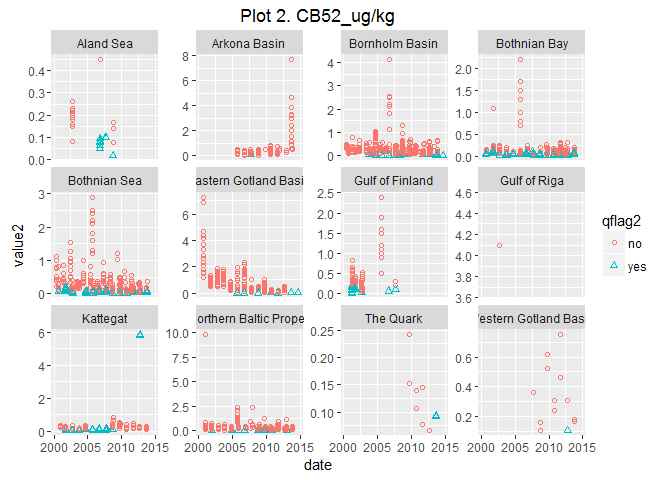 Plot 2. CB52_ug/kg
Aland Sea Arkona Basin Bornholm Basin Bothnian Bay
0.4 0.3 0.2 0.1 0.0
8 6 4 2 0
4 3 2 1 0
2.0 1.5 1.0 0.5 0.0
Bothnian Sea astern Gotland Basi Gulf of Finland Gulf of Riga
3 2 1 0
6 4 2 0
2.5 2.0 1.5 1.0 0.5 0.0
4.6 4.4 4.2 4.0 3.8 3.6
Kattegat orthern Baltic Prope The Quark estern Gotland Bas
6 4 2 0
10.0 7.5 5.0 2.5 0.0
0.25 0.20 0.15 0.10
0.6 0.4 0.2
2000 2005 2010 2015 2000 2005 2010 2015 2000 2005 2010 2015 2000 2005 2010 2015
date
value2
qflag2
no
yes